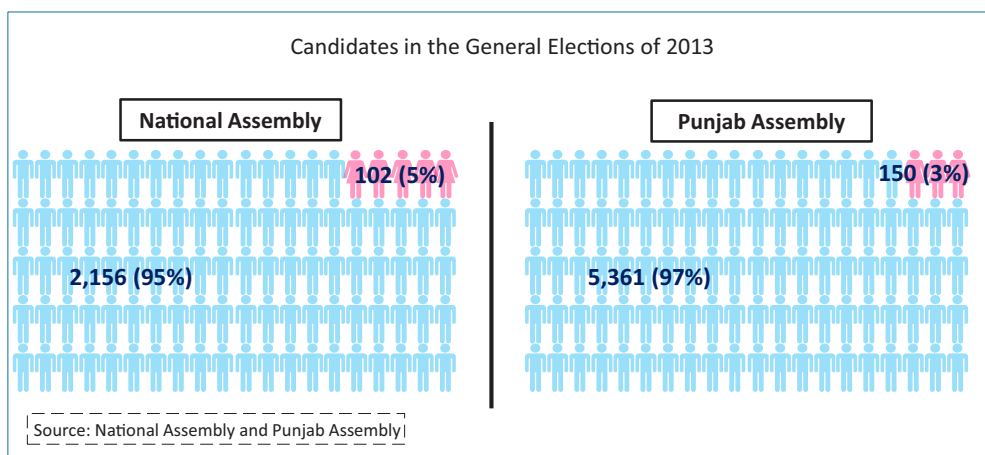 Candidates in the General Elections of 2013
National Assembly
102 (5%)
2,156 (95%)
Punjab Assembly
150 (3%)
5,361 (97%)
Source: National Assembly and Punjab Assembly